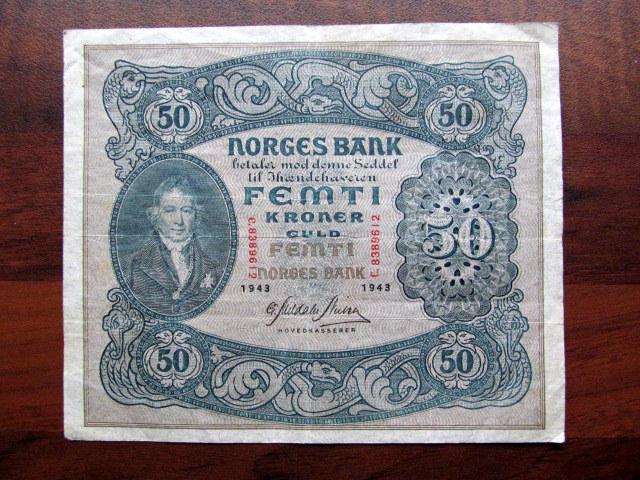 50 50
NORGES BANK
betaler mod denne Seddel
til Ihændehaveren
FEMTI
KRONER
GULD
FEMTI
NORGES BANK
C.8389612
C.8389612
50
1943 1943
HOVEDKASSERER
50 50